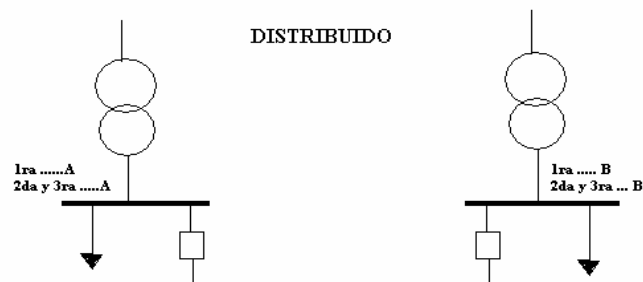 DISTRIBUIDO
1ra ......A
2da y 3ra .....A
1ra ..... B
2da y 3ra ... B